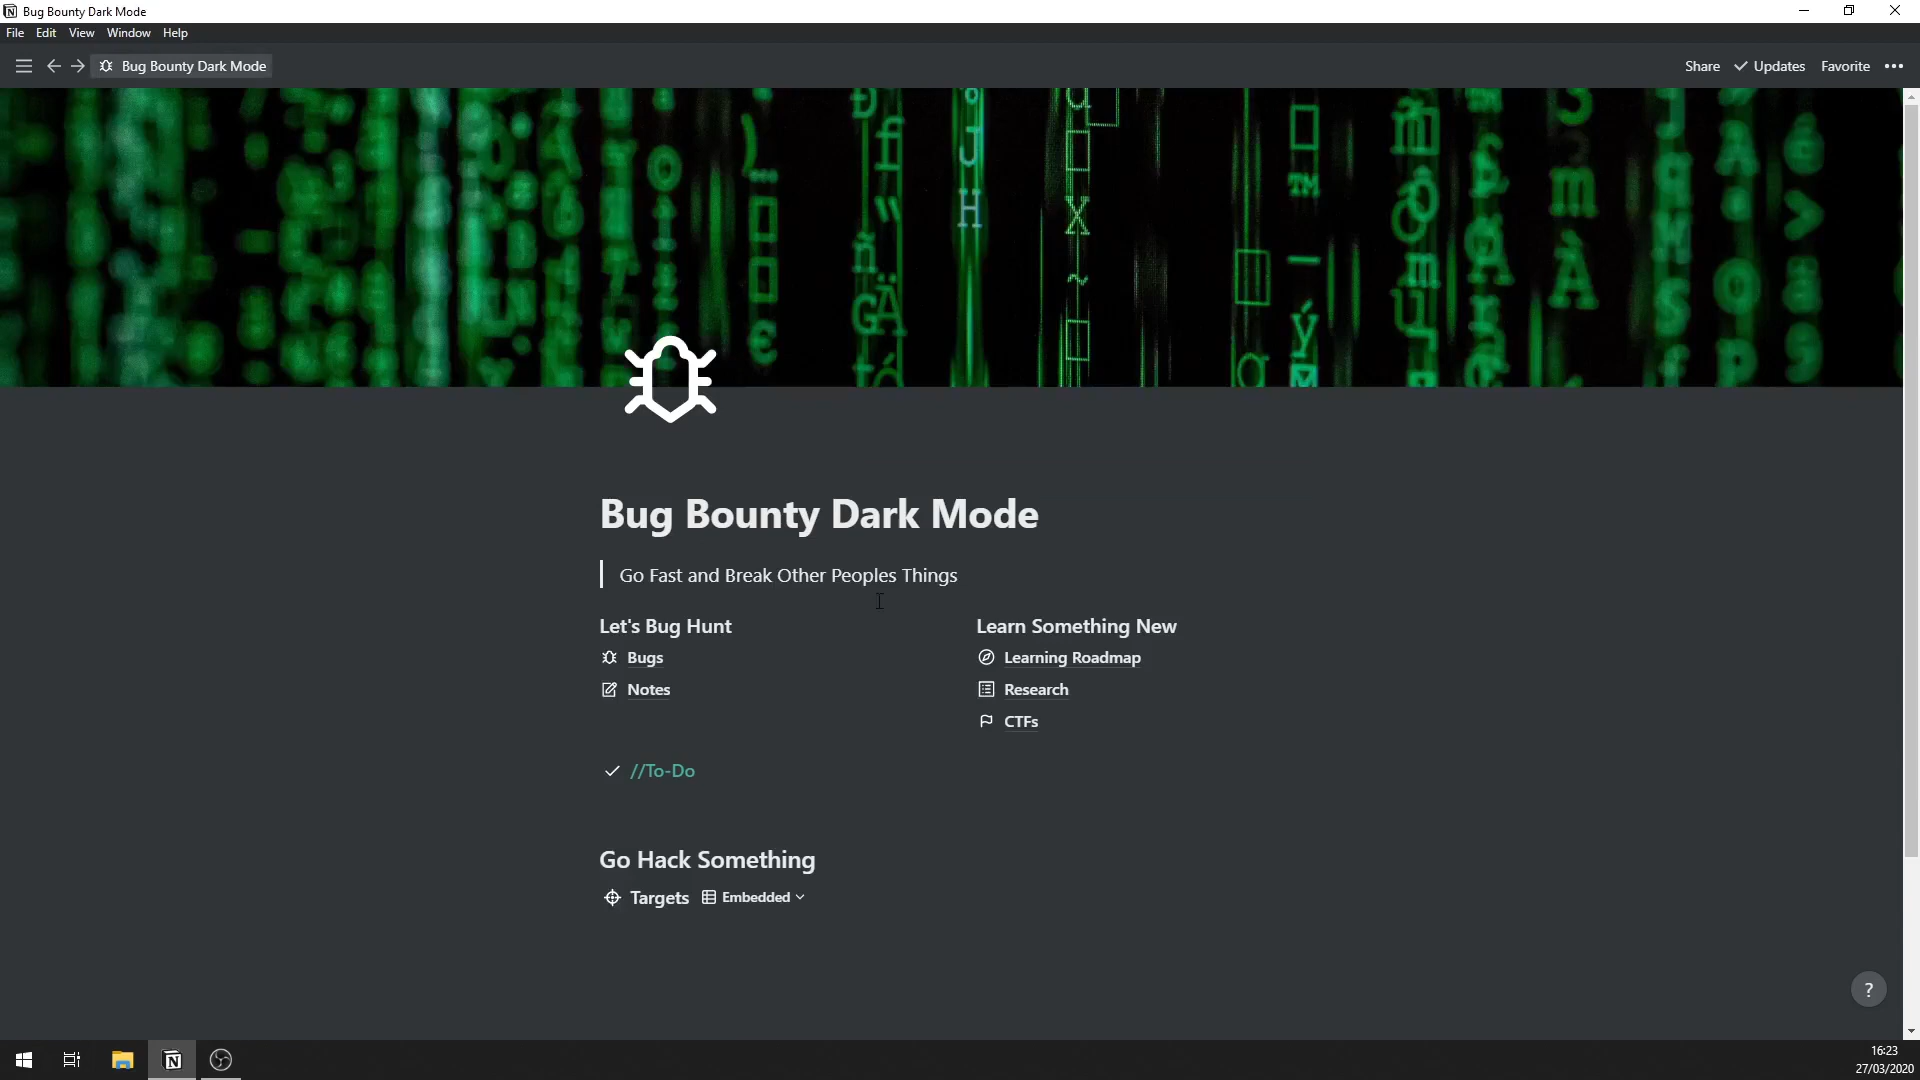 Bug Bounty Dark Mode
File Edit View Window Help
Bug Bounty Dark Mode
Share Updates Favorite
Bug Bounty Dark Mode
Go Fast and Break Other Peoples Things
Let's Bug Hunt
Bugs
Notes
Learn Something New
Learning Roadmap
Research
CTFs
//To-Do
Go Hack Something
Targets Embedded
?
16:23
27/03/2020